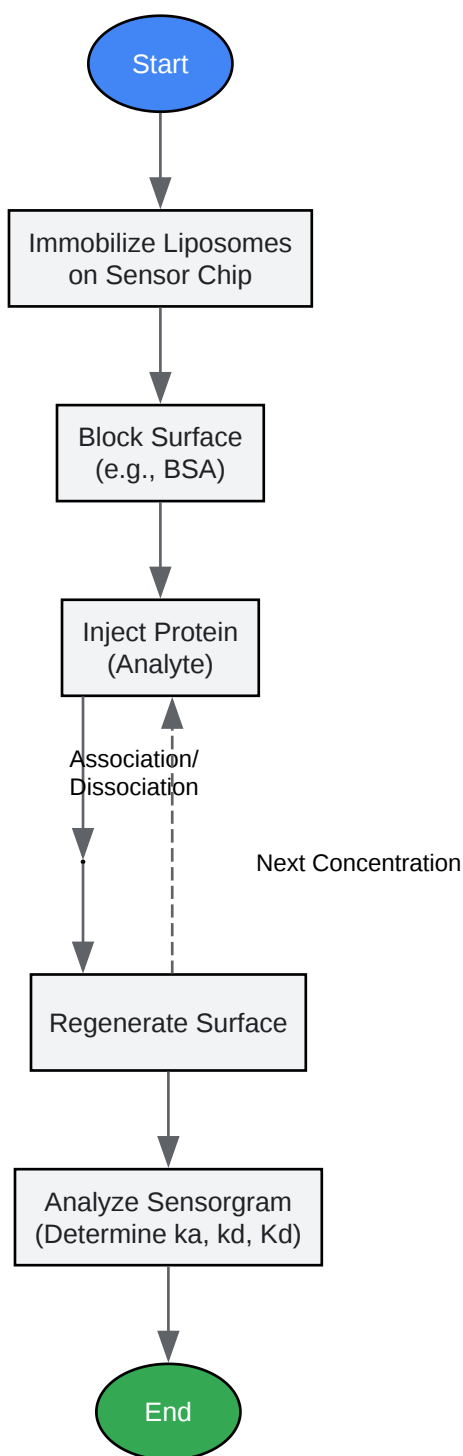 Start
Immobilize Liposomes
on Sensor Chip
Block Surface
(e.g., BSA)
Inject Protein
(Analyte)
Association/
Dissociation
Next Concentration
Regenerate Surface
Analyze Sensorgram
(Determine ka, kd, Kd)
End